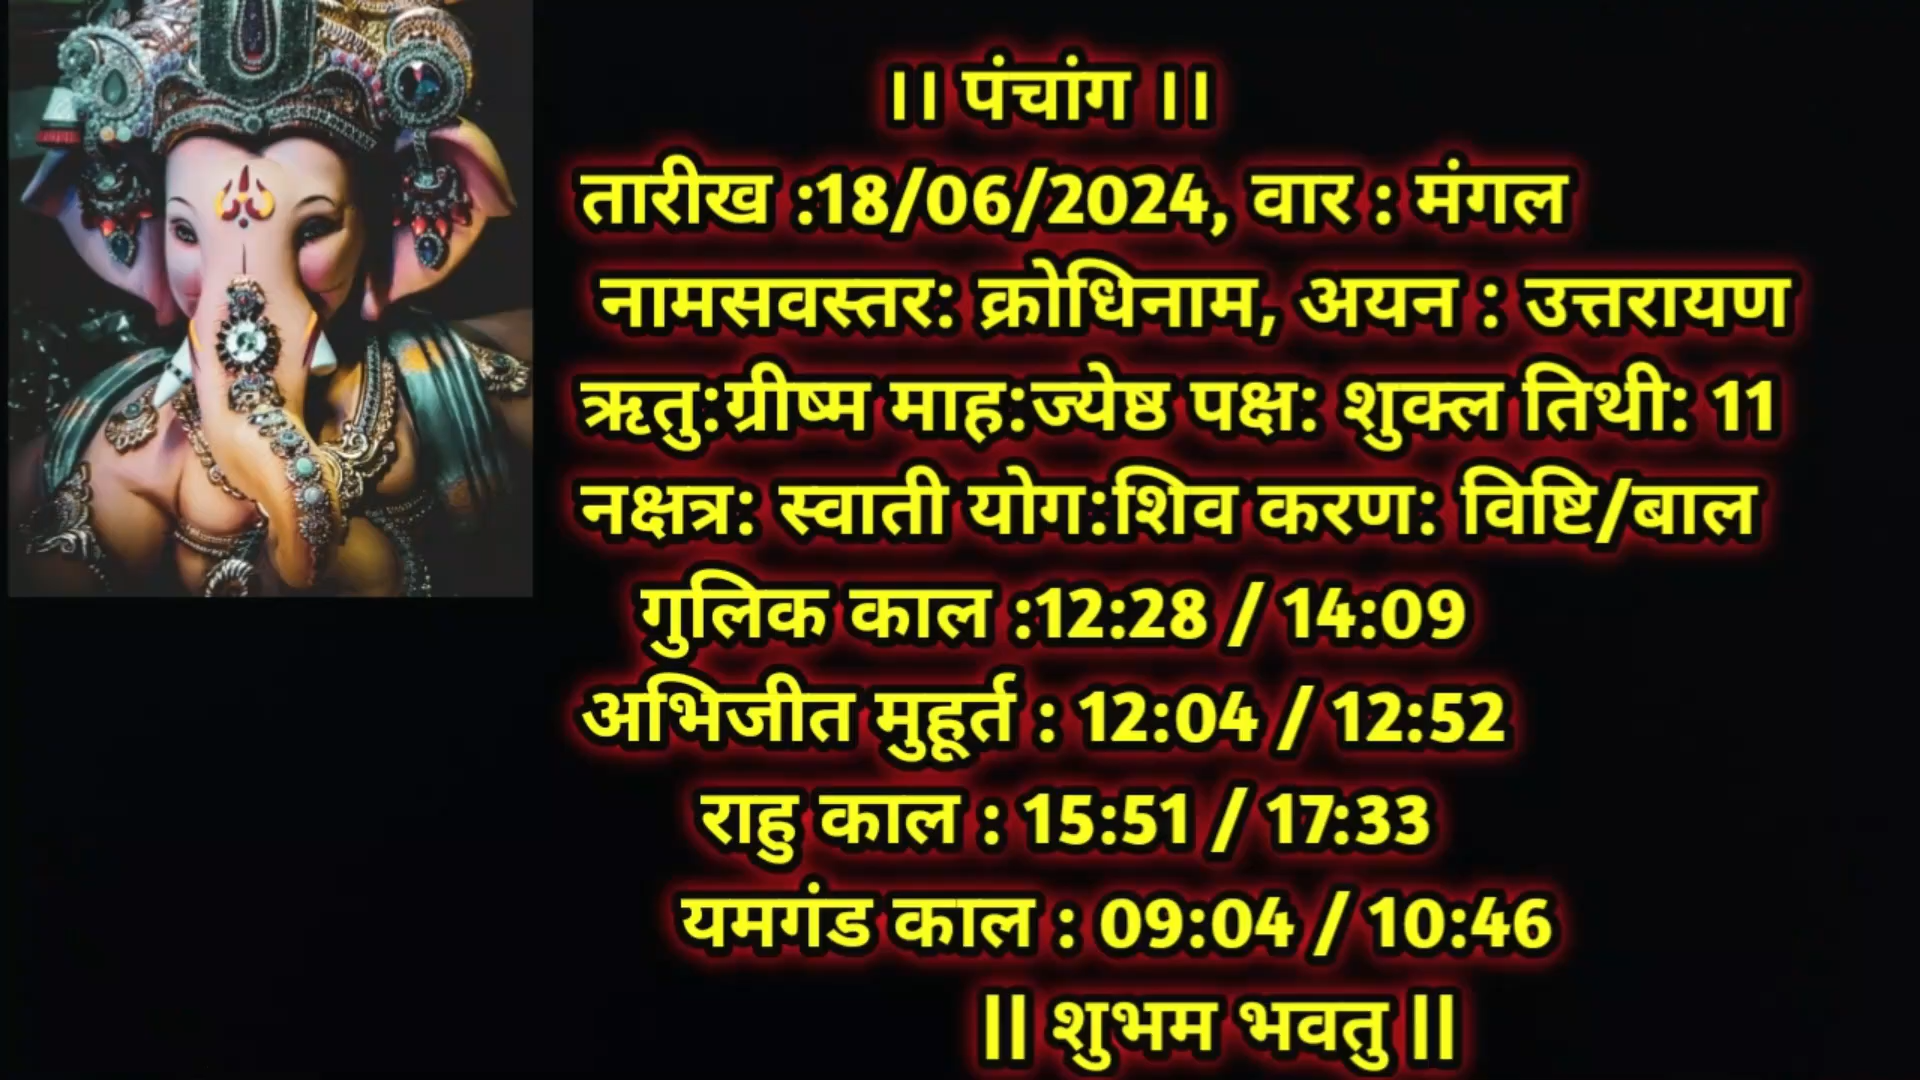 ।। पंचांग ।।
तारीख :18/06/2024, वार : मंगल
नामसवस्तर: क्रोधिनाम, अयन : उत्तरायण
ऋतु:ग्रीष्म माह:ज्येष्ठ पक्ष: शुक्ल तिथी: 11
नक्षत्र: स्वाती योग:शिव करण: विष्टि/बाल
गुलिक काल :12:28 / 14:09
अभिजीत मुहूर्त : 12:04 / 12:52
राहु काल : 15:51 / 17:33
यमगंड काल : 09:04 / 10:46
|| शुभम भवतु ||